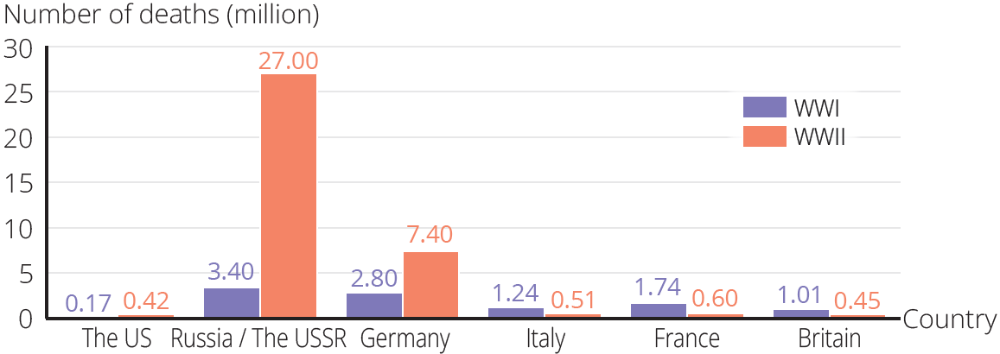 Number of deaths (million)
30
25
20
15
10
5
0
WWI
WWII
0.17
0.42
3.40
27.00
2.80
7.40
1.24
0.51
1.74
0.60
1.01
0.45
The US
Russia / The USSR
Germany
Italy
France
Britain
Country